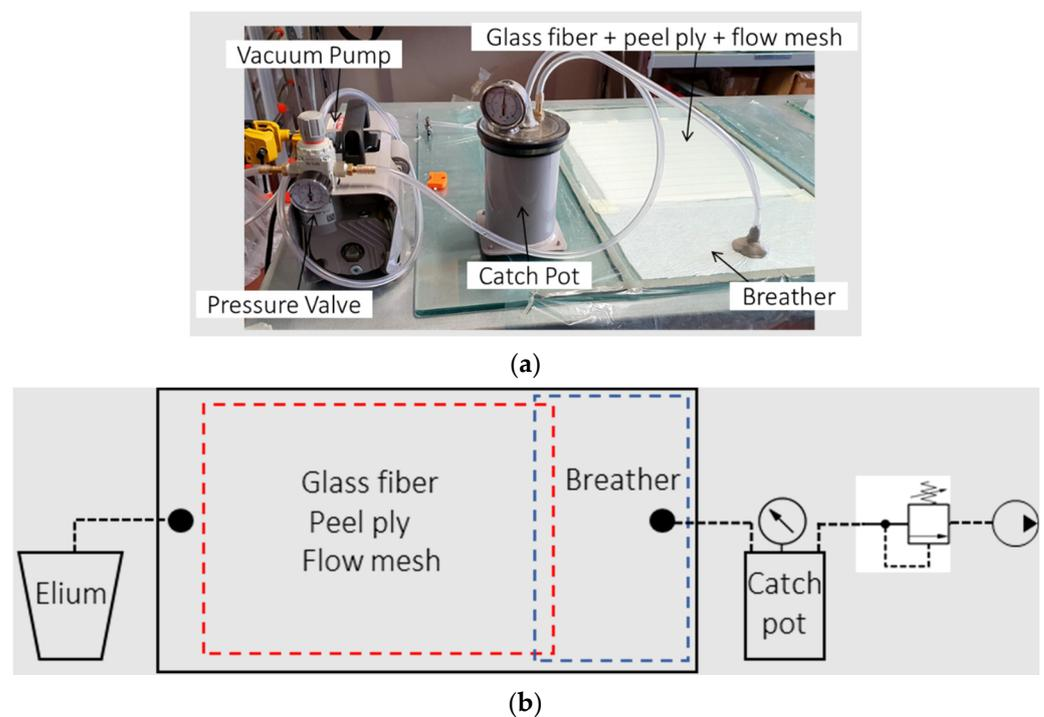 Glass fiber + peel ply + flow mesh
Vacuum Pump
Catch Pot
Pressure Valve
Breather
(a)
Glass fiber
Peel ply
Flow mesh
Breather
Elium
Catch
pot
(b)